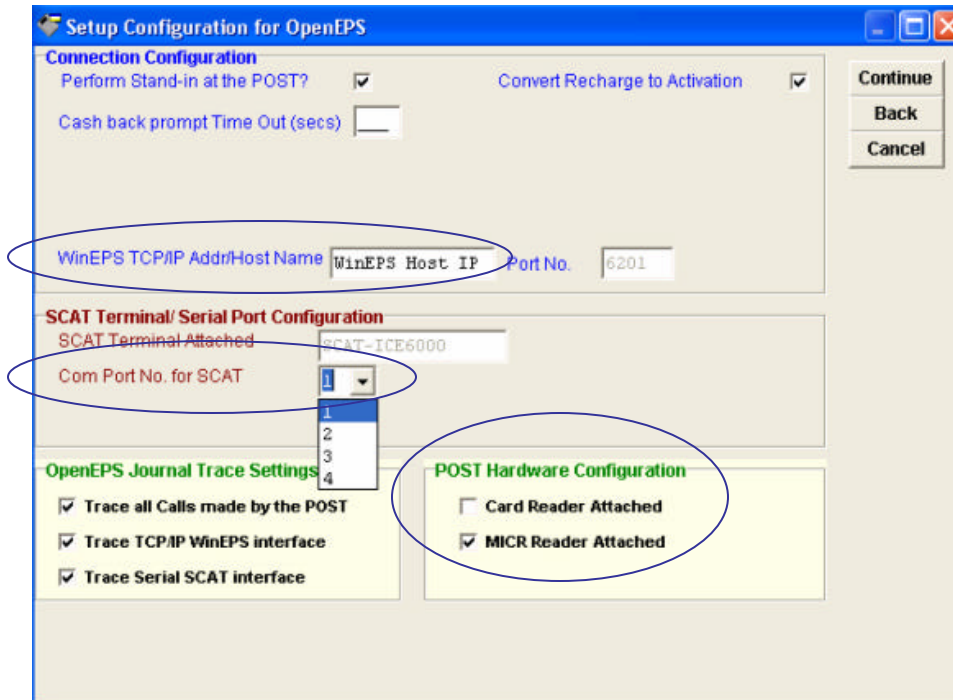 Setup Configuration for OpenEPS
Connection Configuration
Perform Stand-in at the POST?
Convert Recharge to Activation
Continue
Back
Cancel
Cash back prompt Time Out (secs) ___
WinEPS TCP/IP Addr/Host Name WinEPS Host IP Port No. 6201
SCAT Terminal/ Serial Port Configuration
SCAT Terminal Attached SCAT-ICE6000
Com Port No. for SCAT 1
1
2
3
4
OpenEPS Journal Trace Settings
Trace all Calls made by the POST
Trace TCP/IP WinEPS interface
Trace Serial SCAT interface
POST Hardware Configuration
Card Reader Attached
MICR Reader Attached